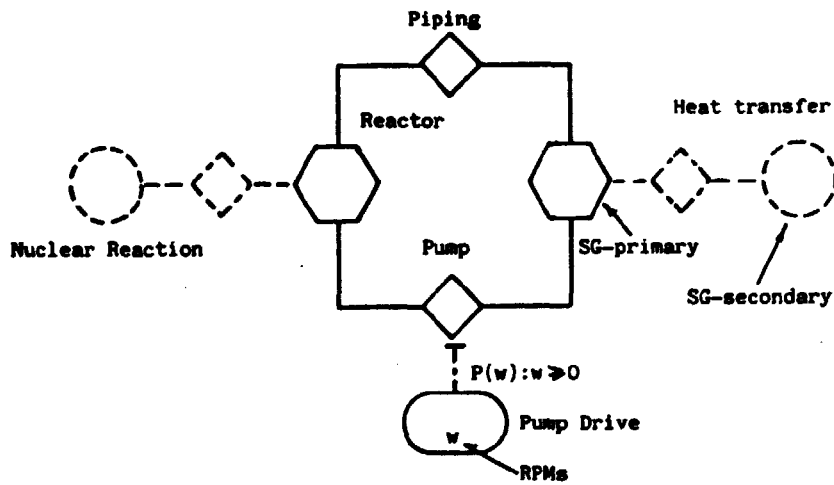 Piping
Reactor
Heat transfer
Nuclear Reaction
Pump
SG-primary
SG-secondary
P(w):w≥0
Pump Drive
w
RPMs